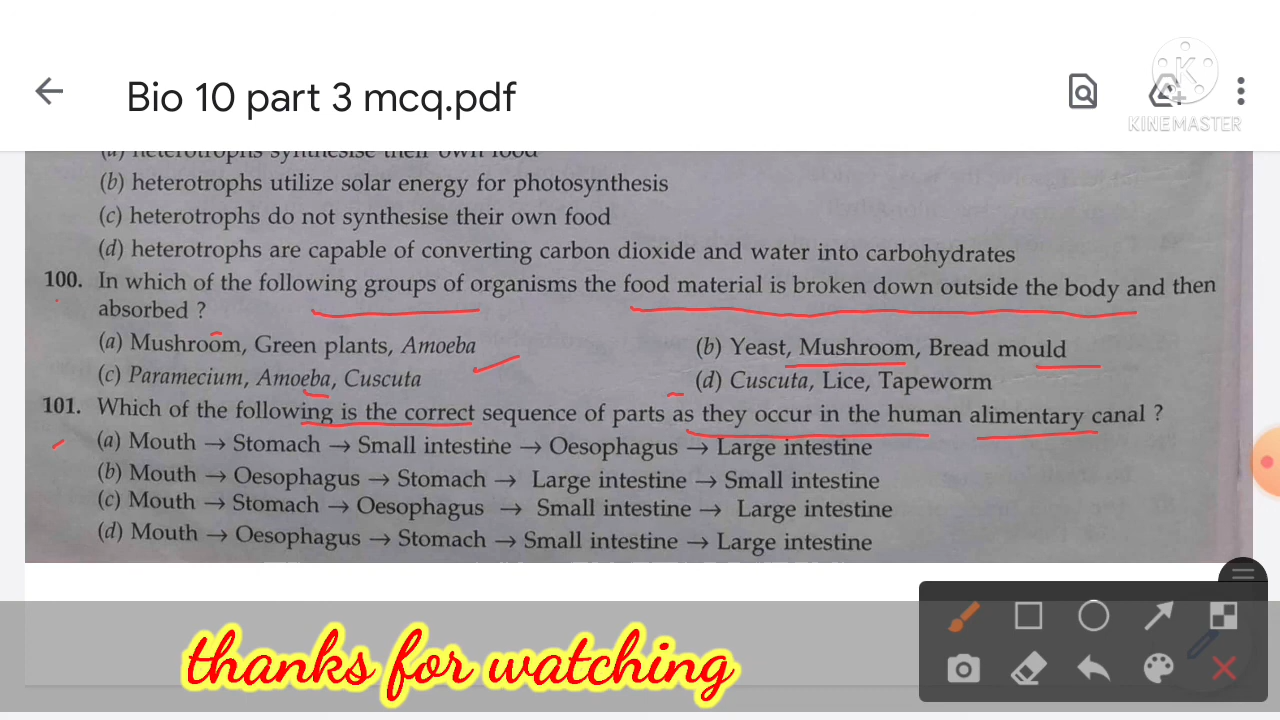 Bio 10 part 3 mcq.pdf
KINEMASTER
(a) heterotrophs synthesise their own food
(b) heterotrophs utilize solar energy for photosynthesis
(c) heterotrophs do not synthesise their own food
(d) heterotrophs are capable of converting carbon dioxide and water into carbohydrates
100. In which of the following groups of organisms the food material is broken down outside the body and then
absorbed ?
(a) Mushroom, Green plants, Amoeba
(b) Yeast, Mushroom, Bread mould
(c) Paramecium, Amoeba, Cuscuta
(d) Cuscuta, Lice, Tapeworm
101. Which of the following is the correct sequence of parts as they occur in the human alimentary canal ?
(a) Mouth → Stomach → Small intestine → Oesophagus → Large intestine
(b) Mouth → Oesophagus → Stomach → Large intestine → Small intestine
(c) Mouth → Stomach → Oesophagus → Small intestine → Large intestine
(d) Mouth → Oesophagus → Stomach → Small intestine → Large intestine
thanks for watching